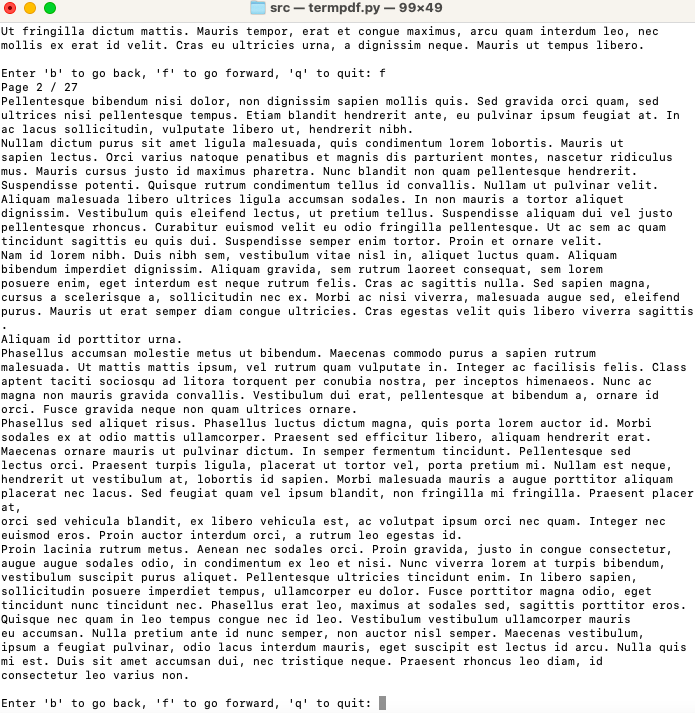 src — termpdf.py — 99×49
Ut fringilla dictum mattis. Mauris tempor, erat et congue maximus, arcu quam interdum leo, nec
mollis ex erat id velit. Cras eu ultricies urna, a dignissim neque. Mauris ut tempus libero.
Enter 'b' to go back, 'f' to go forward, 'q' to quit: f
Page 2 / 27
Pellentesque bibendum nisi dolor, non dignissim sapien mollis quis. Sed gravida orci quam, sed
ultrices nisi pellentesque tempus. Etiam blandit hendrerit ante, eu pulvinar ipsum feugiat at. In
ac lacus sollicitudin, vulputate libero ut, hendrerit nibh.
Nullam dictum purus sit amet ligula malesuada, quis condimentum lorem lobortis. Mauris ut
sapien lectus. Orci varius natoque penatibus et magnis dis parturient montes, nascetur ridiculus
mus. Mauris cursus justo id maximus pharetra. Nunc blandit non quam pellentesque hendrerit.
Suspendisse potenti. Quisque rutrum condimentum tellus id convallis. Nullam ut pulvinar velit.
Aliquam malesuada libero ultrices ligula accumsan sodales. In non mauris a tortor aliquet
dignissim. Vestibulum quis eleifend lectus, ut pretium tellus. Suspendisse aliquam dui vel justo
pellentesque rhoncus. Curabitur euismod velit eu odio fringilla pellentesque. Ut ac sem ac quam
tincidunt sagittis eu quis dui. Suspendisse semper enim tortor. Proin et ornare velit.
Nam id lorem nibh. Duis nibh sem, vestibulum vitae nisl in, aliquet luctus quam. Aliquam
bibendum imperdiet dignissim. Aliquam gravida, sem rutrum laoreet consequat, sem lorem
posuere enim, eget interdum est neque rutrum felis. Cras ac sagittis nulla. Sed sapien magna,
cursus a scelerisque a, sollicitudin nec ex. Morbi ac nisi viverra, malesuada augue sed, eleifend
purus. Mauris ut erat semper diam congue ultricies. Cras egestas velit quis libero viverra sagittis
.
Aliquam id porttitor urna.
Phasellus accumsan molestie metus ut bibendum. Maecenas commodo purus a sapien rutrum
malesuada. Ut mattis mattis ipsum, vel rutrum quam vulputate in. Integer ac facilisis felis. Class
aptent taciti sociosqu ad litora torquent per conubia nostra, per inceptos himenaeos. Nunc ac
magna non mauris gravida convallis. Vestibulum dui erat, pellentesque at bibendum a, ornare id
orci. Fusce gravida neque non quam ultrices ornare.
Phasellus sed aliquet risus. Phasellus luctus dictum magna, quis porta lorem auctor id. Morbi
sodales ex at odio mattis ullamcorper. Praesent sed efficitur libero, aliquam hendrerit erat.
Maecenas ornare mauris ut pulvinar dictum. In semper fermentum tincidunt. Pellentesque sed
lectus orci. Praesent turpis ligula, placerat ut tortor vel, porta pretium mi. Nullam est neque,
hendrerit ut vestibulum at, lobortis id sapien. Morbi malesuada mauris a augue porttitor aliquam
placerat nec lacus. Sed feugiat quam vel ipsum blandit, non fringilla mi fringilla. Praesent placer
at,
orci sed vehicula blandit, ex libero vehicula est, ac volutpat ipsum orci nec quam. Integer nec
euismod eros. Proin auctor interdum orci, a rutrum leo egestas id.
Proin lacinia rutrum metus. Aenean nec sodales orci. Proin gravida, justo in congue consectetur,
augue augue sodales odio, in condimentum ex leo et nisi. Nunc viverra lorem at turpis bibendum,
vestibulum suscipit purus aliquet. Pellentesque ultricies tincidunt enim. In libero sapien,
sollicitudin posuere imperdiet tempus, ullamcorper eu dolor. Fusce porttitor magna odio, eget
tincidunt nunc tincidunt nec. Phasellus erat leo, maximus at sodales sed, sagittis porttitor eros.
Quisque nec quam in leo tempus congue nec id leo. Vestibulum vestibulum ullamcorper mauris
eu accumsan. Nulla pretium ante id nunc semper, non auctor nisl semper. Maecenas vestibulum,
ipsum a feugiat pulvinar, odio lacus interdum mauris, eget suscipit est lectus id arcu. Nulla quis
mi est. Duis sit amet accumsan dui, nec tristique neque. Praesent rhoncus leo diam, id
consectetur leo varius non.
Enter 'b' to go back, 'f' to go forward, 'q' to quit: